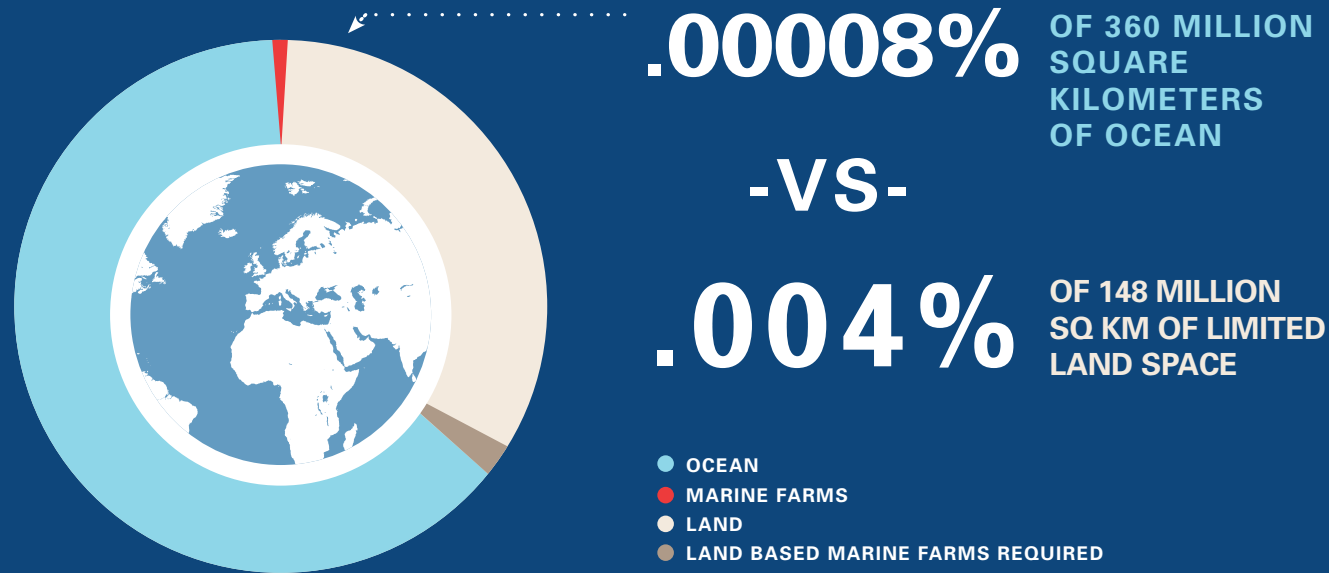 .00008%
OF 360 MILLION
SQUARE
KILOMETERS
OF OCEAN
-VS-
.004%
OF 148 MILLION
SQ KM OF LIMITED
LAND SPACE
OCEAN
MARINE FARMS
LAND
LAND BASED MARINE FARMS REQUIRED